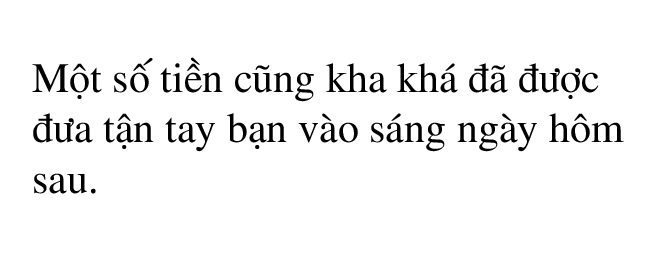 Một số tiền cũng kha khá đã được
đưa tận tay bạn vào sáng ngày hôm
sau.